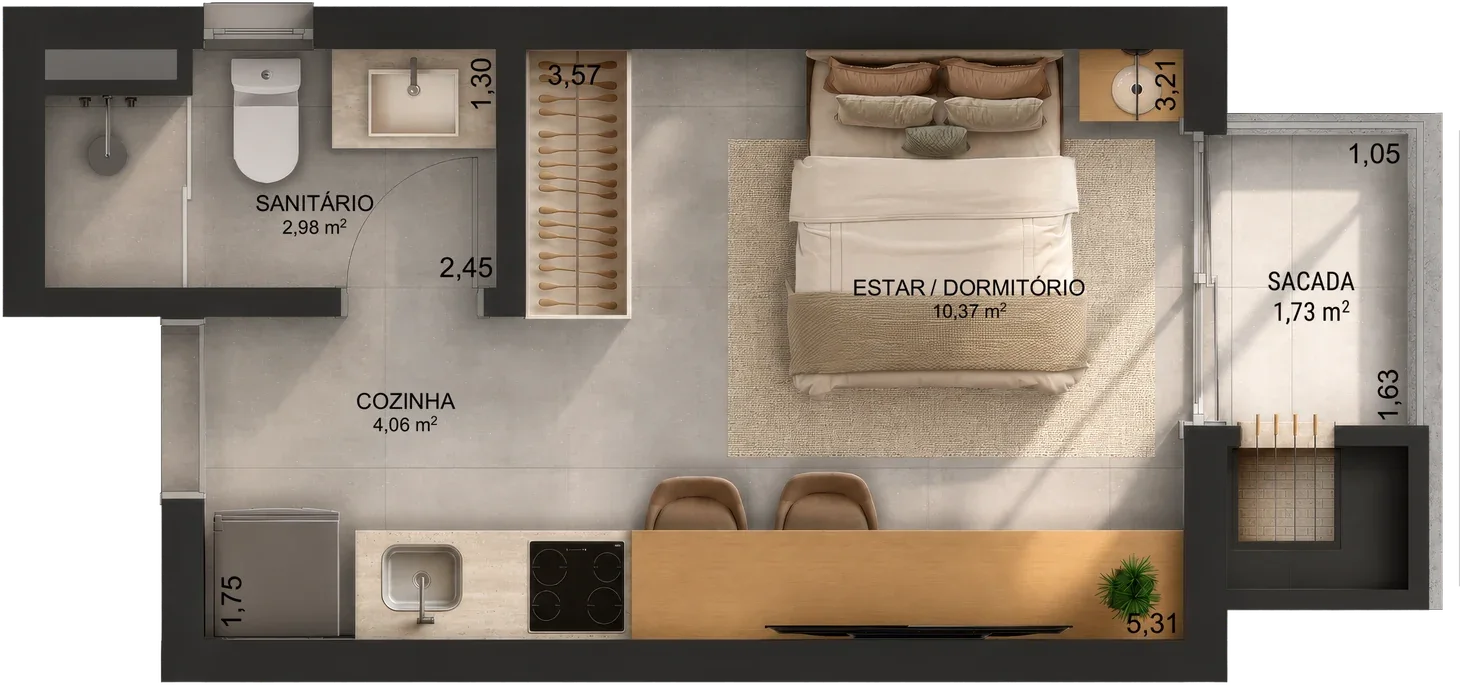 3,57
1,30
3,21
1,05
SANITÁRIO
2,98 m²
2,45
ESTAR / DORMITÓRIO
10,37 m²
SACADA
1,73 m²
COZINHA
4,06 m²
1,63
1,75
5,31